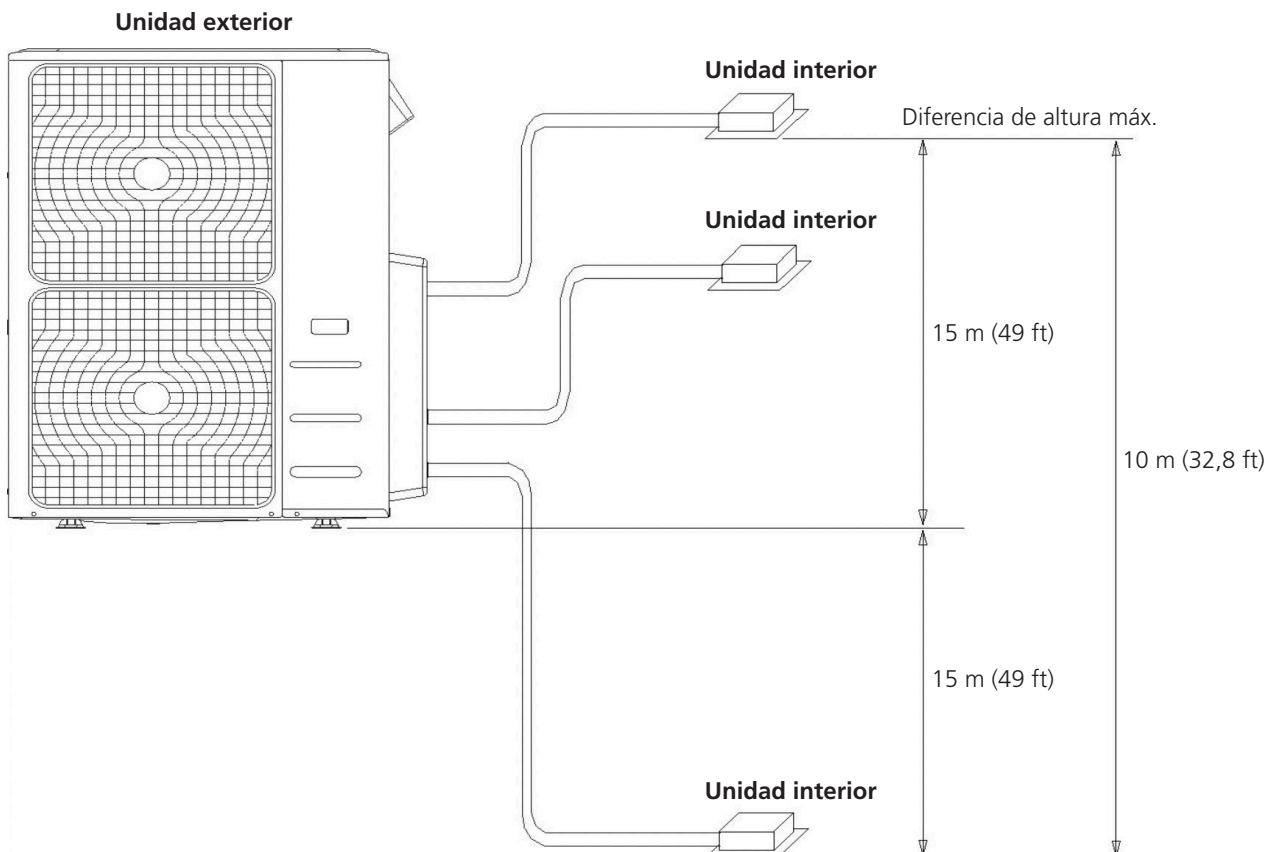 Unidad exterior
Unidad interior
Diferencia de altura máx.
Unidad interior
15 m (49 ft)
10 m (32,8 ft)
15 m (49 ft)
Unidad interior